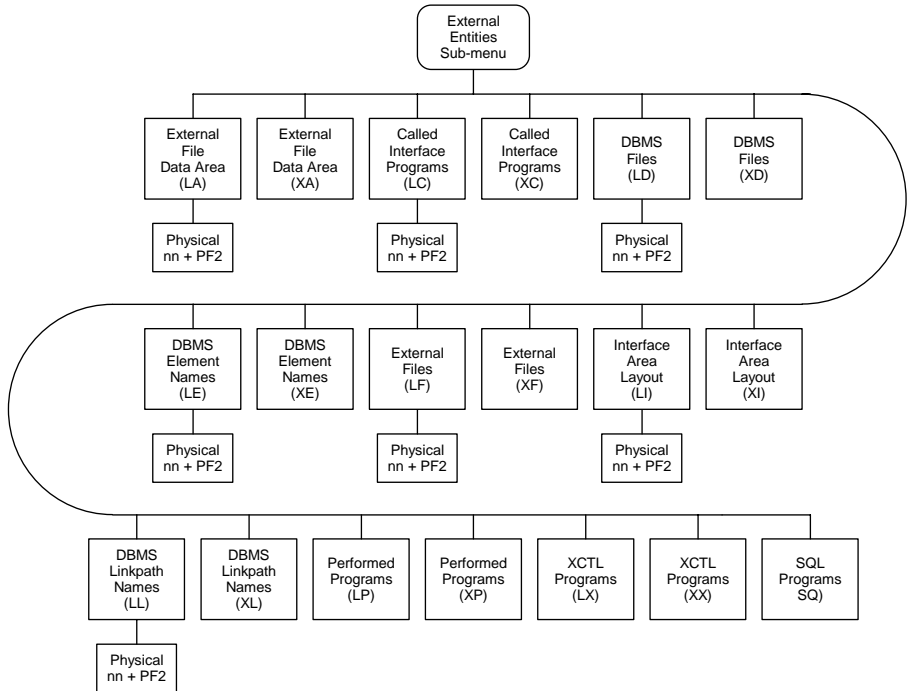 External
Entities
Sub-menu
External
File
Data Area
(LA)
External
File
Data Area
(XA)
Called
Interface
Programs
(LC)
Called
Interface
Programs
(XC)
DBMS
Files
(LD)
DBMS
Files
(XD)
Physical
nn + PF2
Physical
nn + PF2
Physical
nn + PF2
DBMS
Element
Names
(LE)
DBMS
Element
Names
(XE)
External
Files
(LF)
External
Files
(XF)
Interface
Area
Layout
(LI)
Interface
Area
Layout
(XI)
Physical
nn + PF2
Physical
nn + PF2
Physical
nn + PF2
DBMS
Linkpath
Names
(LL)
DBMS
Linkpath
Names
(XL)
Performed
Programs
(LP)
Performed
Programs
(XP)
XCTL
Programs
(LX)
XCTL
Programs
(XX)
SQL
Programs
SQ)
Physical
nn + PF2